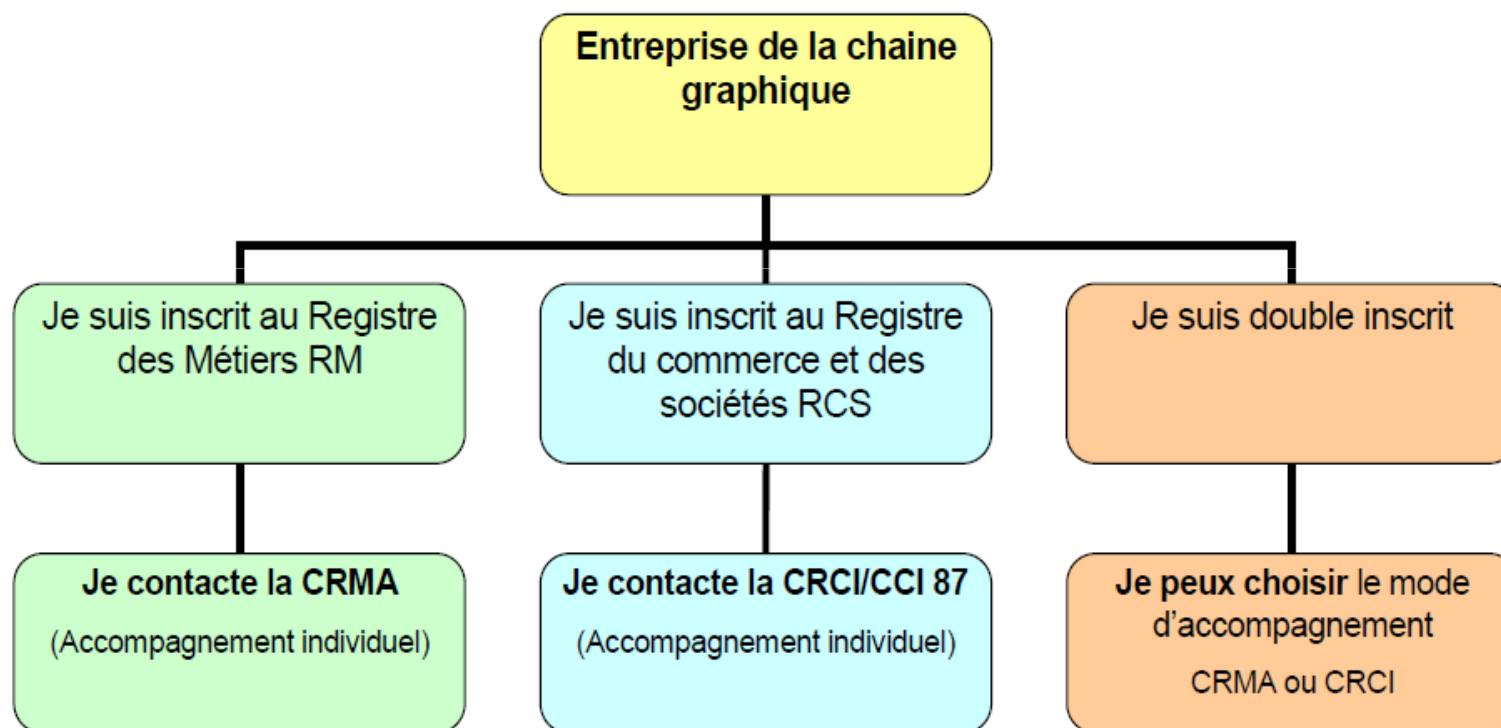 Entreprise de la chaine
graphique
Je suis inscrit au Registre
des Métiers RM
Je suis inscrit au Registre
du commerce et des
sociétés RCS
Je suis double inscrit
Je contacte la CRMA
(Accompagnement individuel)
Je contacte la CRCI/CCI 87
(Accompagnement individuel)
Je peux choisir le mode
d'accompagnement
CRMA ou CRCI